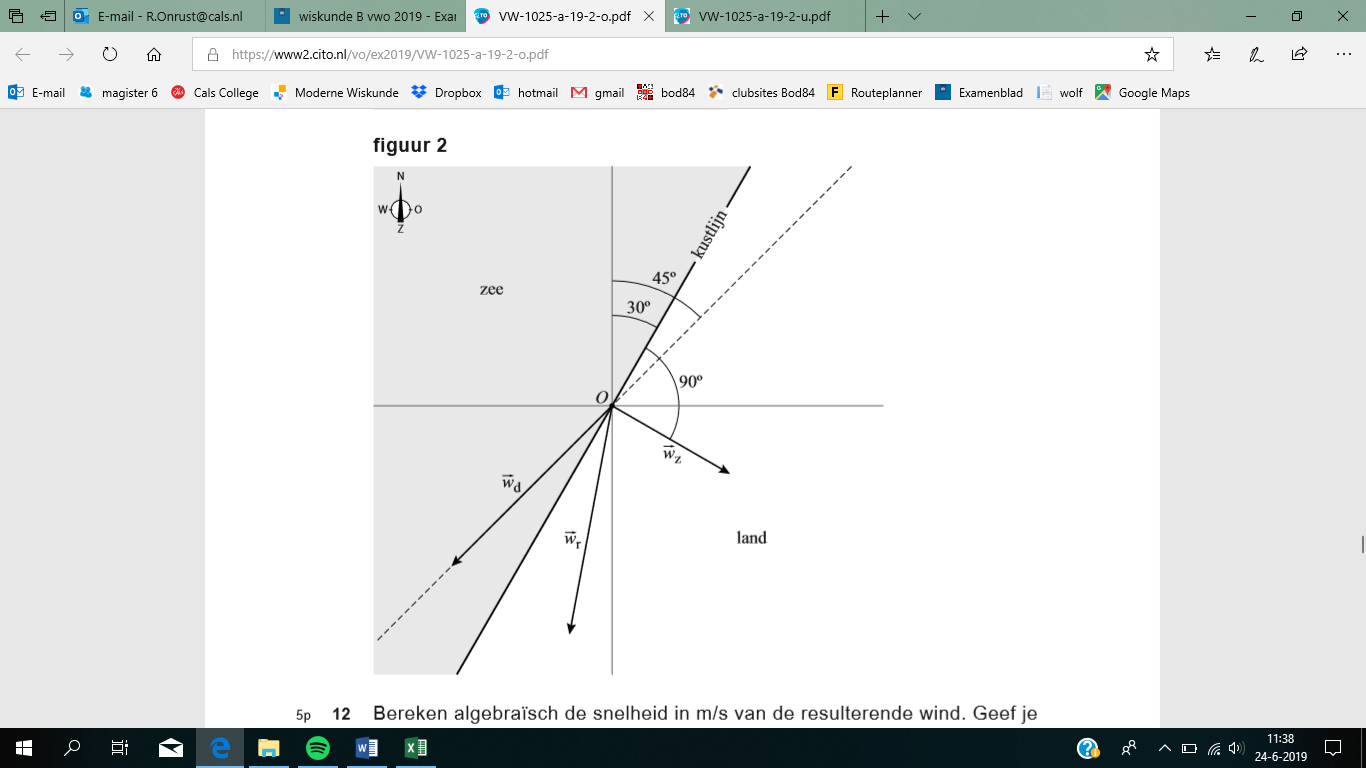 E-mail - R.Onrust@cals.nl
wiskunde B vwo 2019 - Exar
VW-1025-a-19-2-o.pdf
VW-1025-a-19-2-u.pdf
https://www2.cito.nl/vo/ex2019/VW-1025-a-19-2-o.pdf
E-mail magister 6 Cals College Moderne Wiskunde Dropbox hotmail gmail bod84 clubsites Bod84 Routeplanner Examenblad wolf Google Maps
figuur 2
N
W O
Z
kustlijn
45°
zee
30°
90°
O
w⃗z
w⃗d
w⃗r
land
5p 12 Bereken algebraïsch de snelheid in m/s van de resulterende wind. Geef je
11:38
24-6-2019